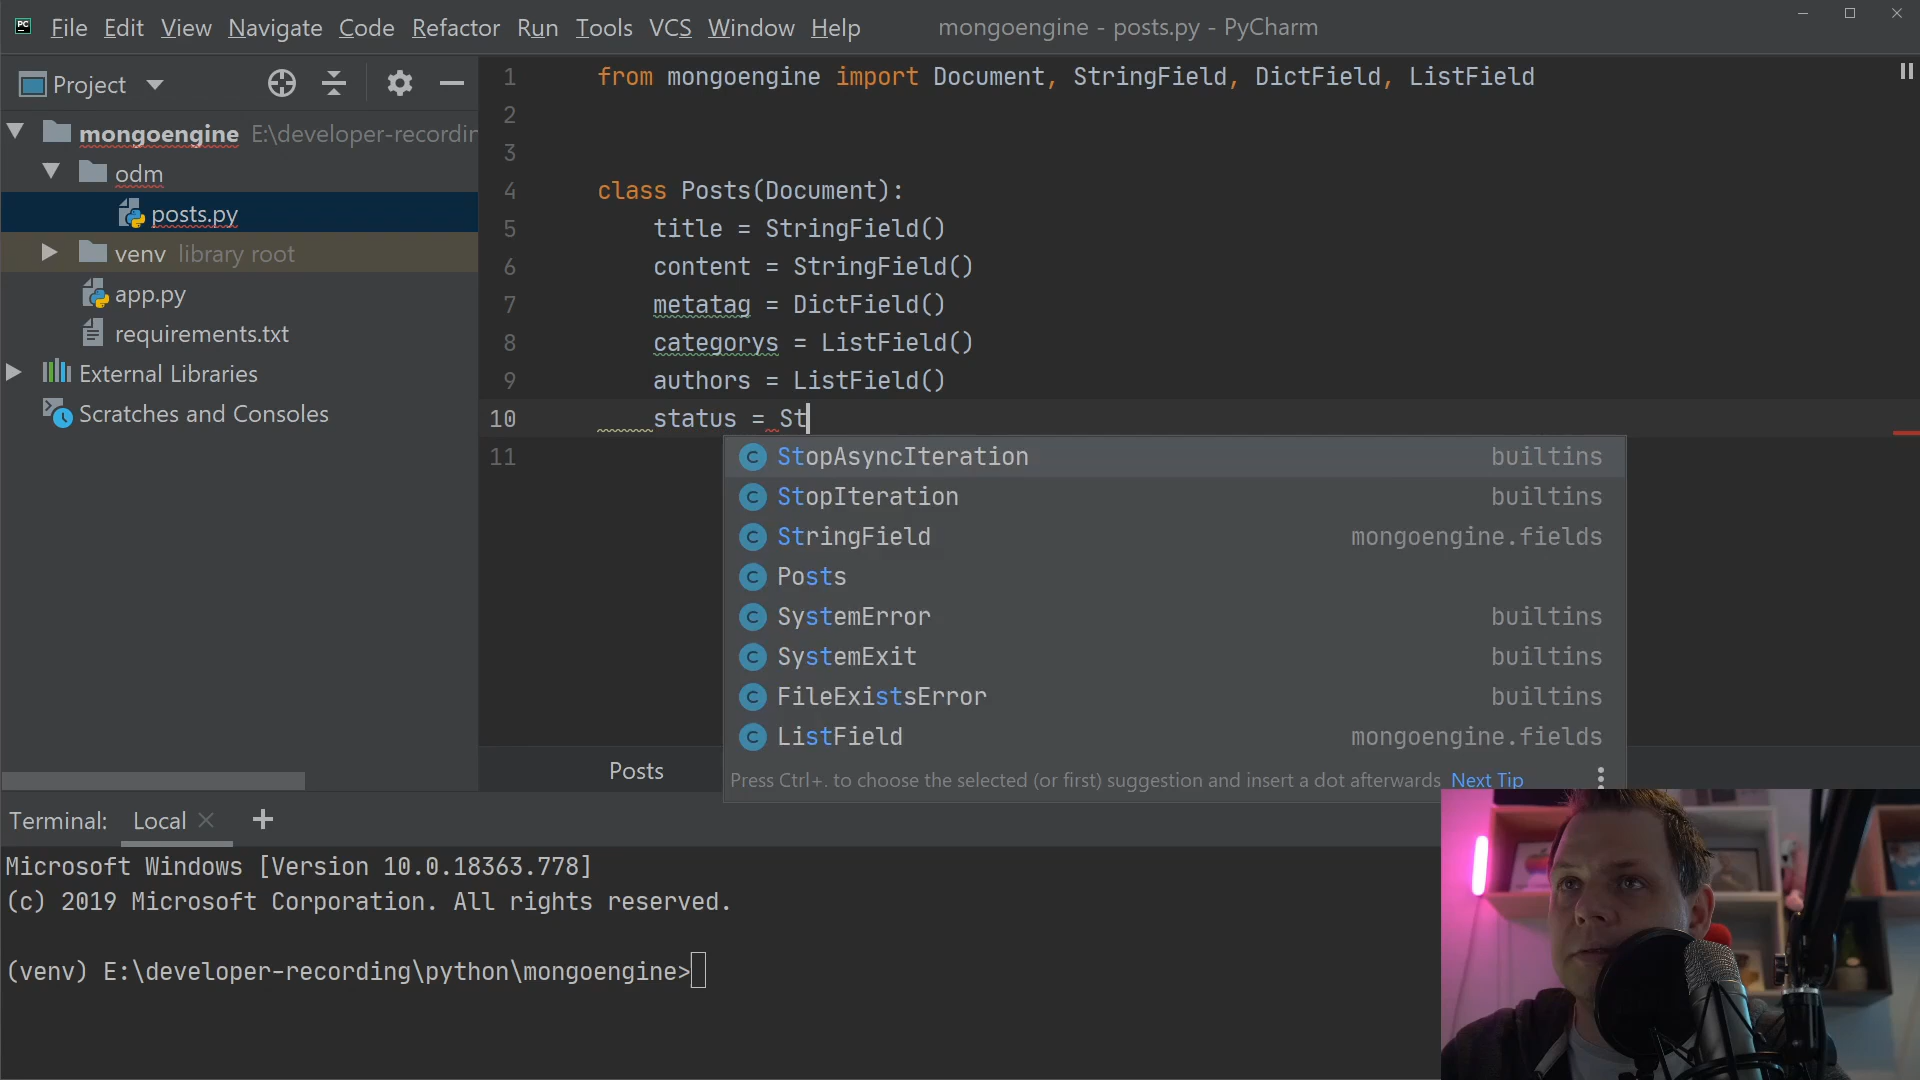 File Edit View Navigate Code Refactor Run Tools VCS Window Help mongoengine - posts.py - PyCharm
Project
mongoengine E:\developer-recordin
odm
posts.py
venv library root
app.py
requirements.txt
External Libraries
Scratches and Consoles
1 from mongoengine import Document, StringField, DictField, ListField
2
3
4 class Posts(Document):
5 title = StringField()
6 content = StringField()
7 metatag = DictField()
8 categorys = ListField()
9 authors = ListField()
10 status = St
11
StopAsyncIteration builtins
StopIteration builtins
StringField mongoengine.fields
Posts
SystemError builtins
SystemExit builtins
FileExistsError builtins
ListField mongoengine.fields
Press Ctrl+. to choose the selected (or first) suggestion and insert a dot afterwards Next Tip
Posts
Terminal: Local
Microsoft Windows [Version 10.0.18363.778]
(c) 2019 Microsoft Corporation. All rights reserved.
(venv) E:\developer-recording\python\mongoengine>